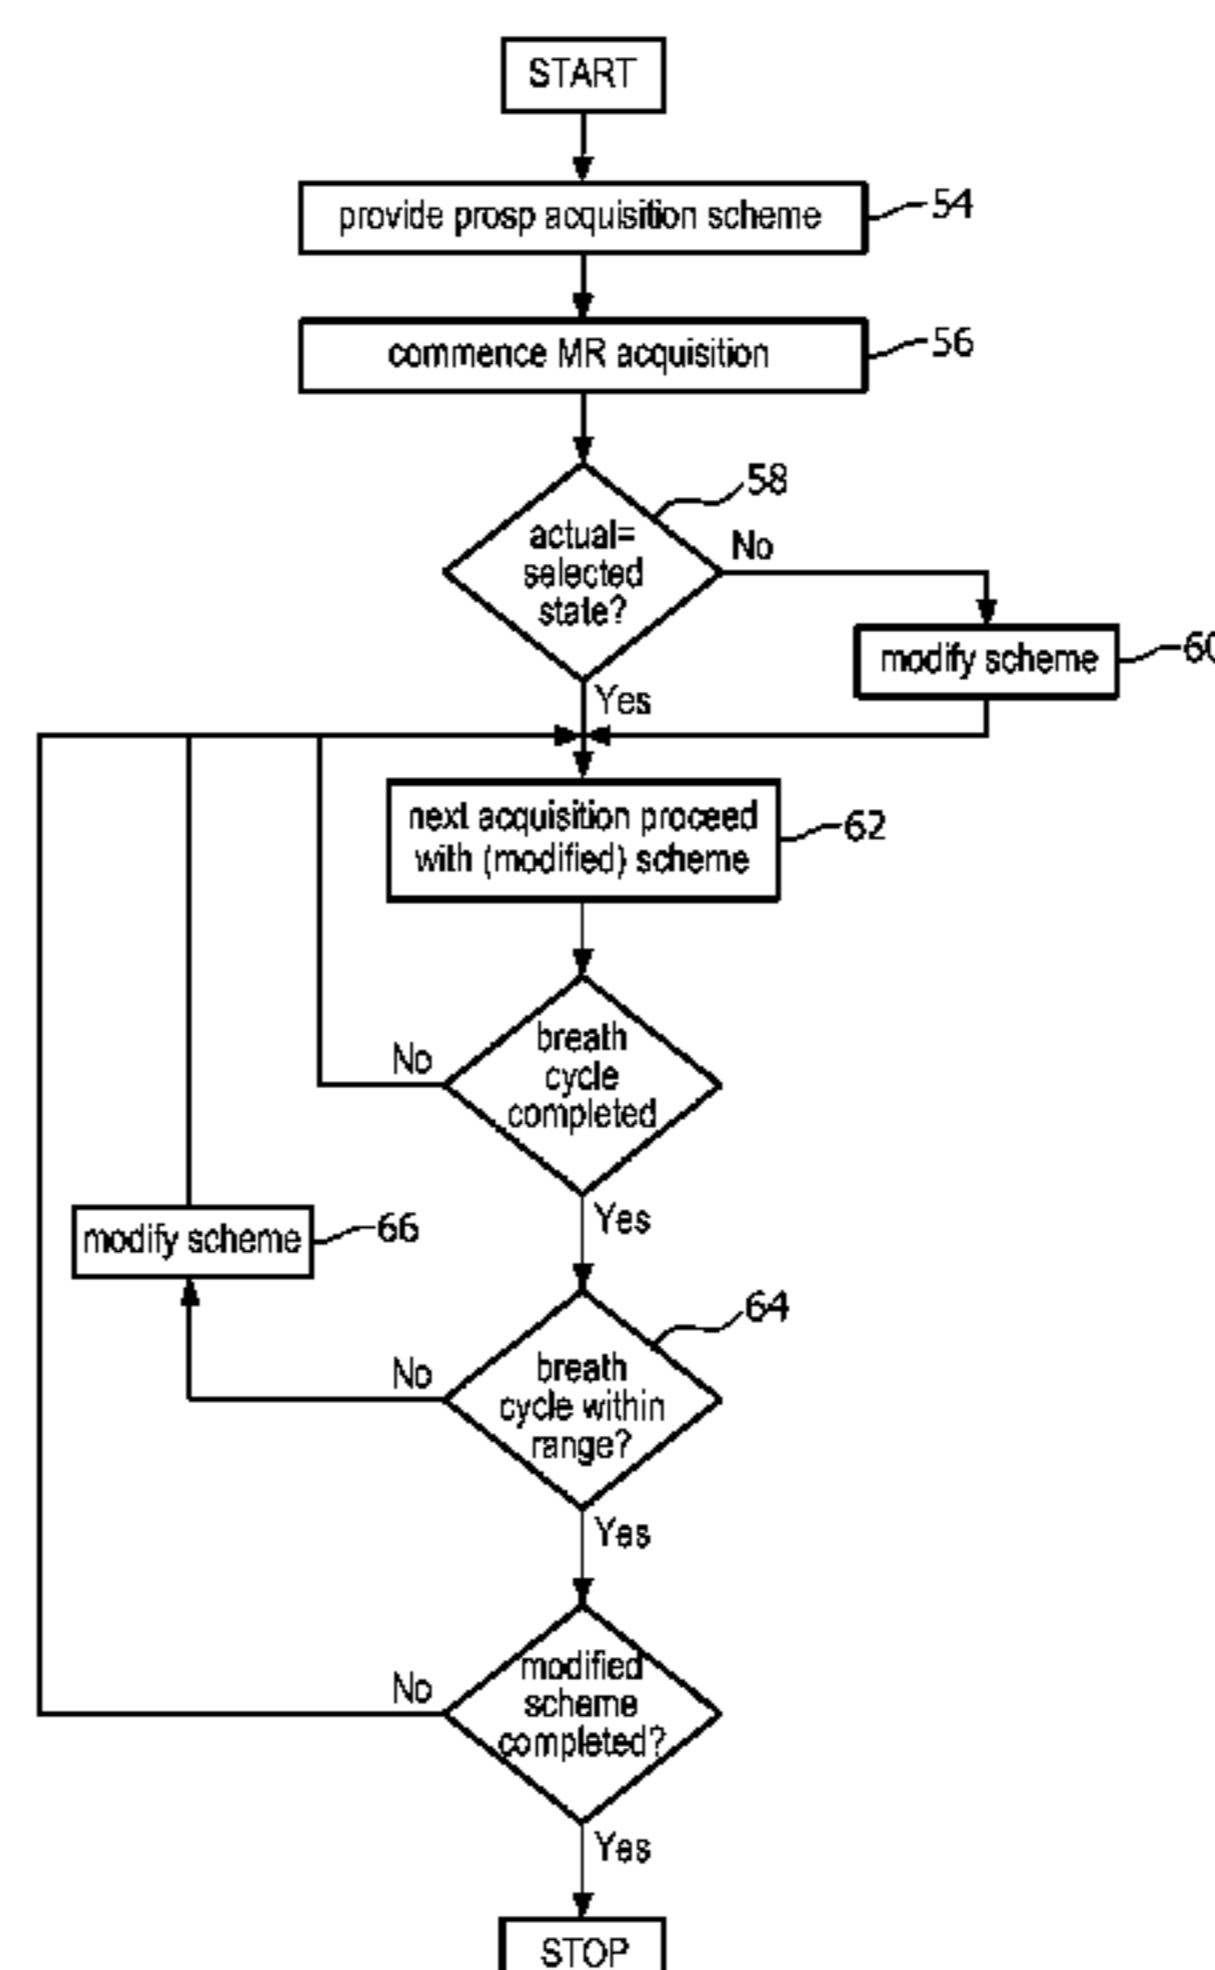 START
provide prosp acquisition scheme
54
commence MR acquisition
56
58
actual=
selected
state?
No
modify scheme
60
Yes
next acquisition proceed
with (modified) scheme
62
breath
cycle
completed
No
Yes
modify scheme
66
64
breath
cycle within
range?
No
Yes
modified
scheme
completed?
No
Yes
STOP